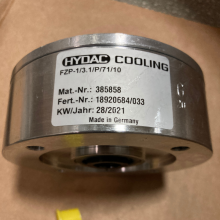 HYDAC COOLING
FZP-1/3.1/P/71/10
Mat.-Nr.: 385858
Fert.-Nr.: 18920684/033
KW/Jahr: 28/2021
Made in Germany